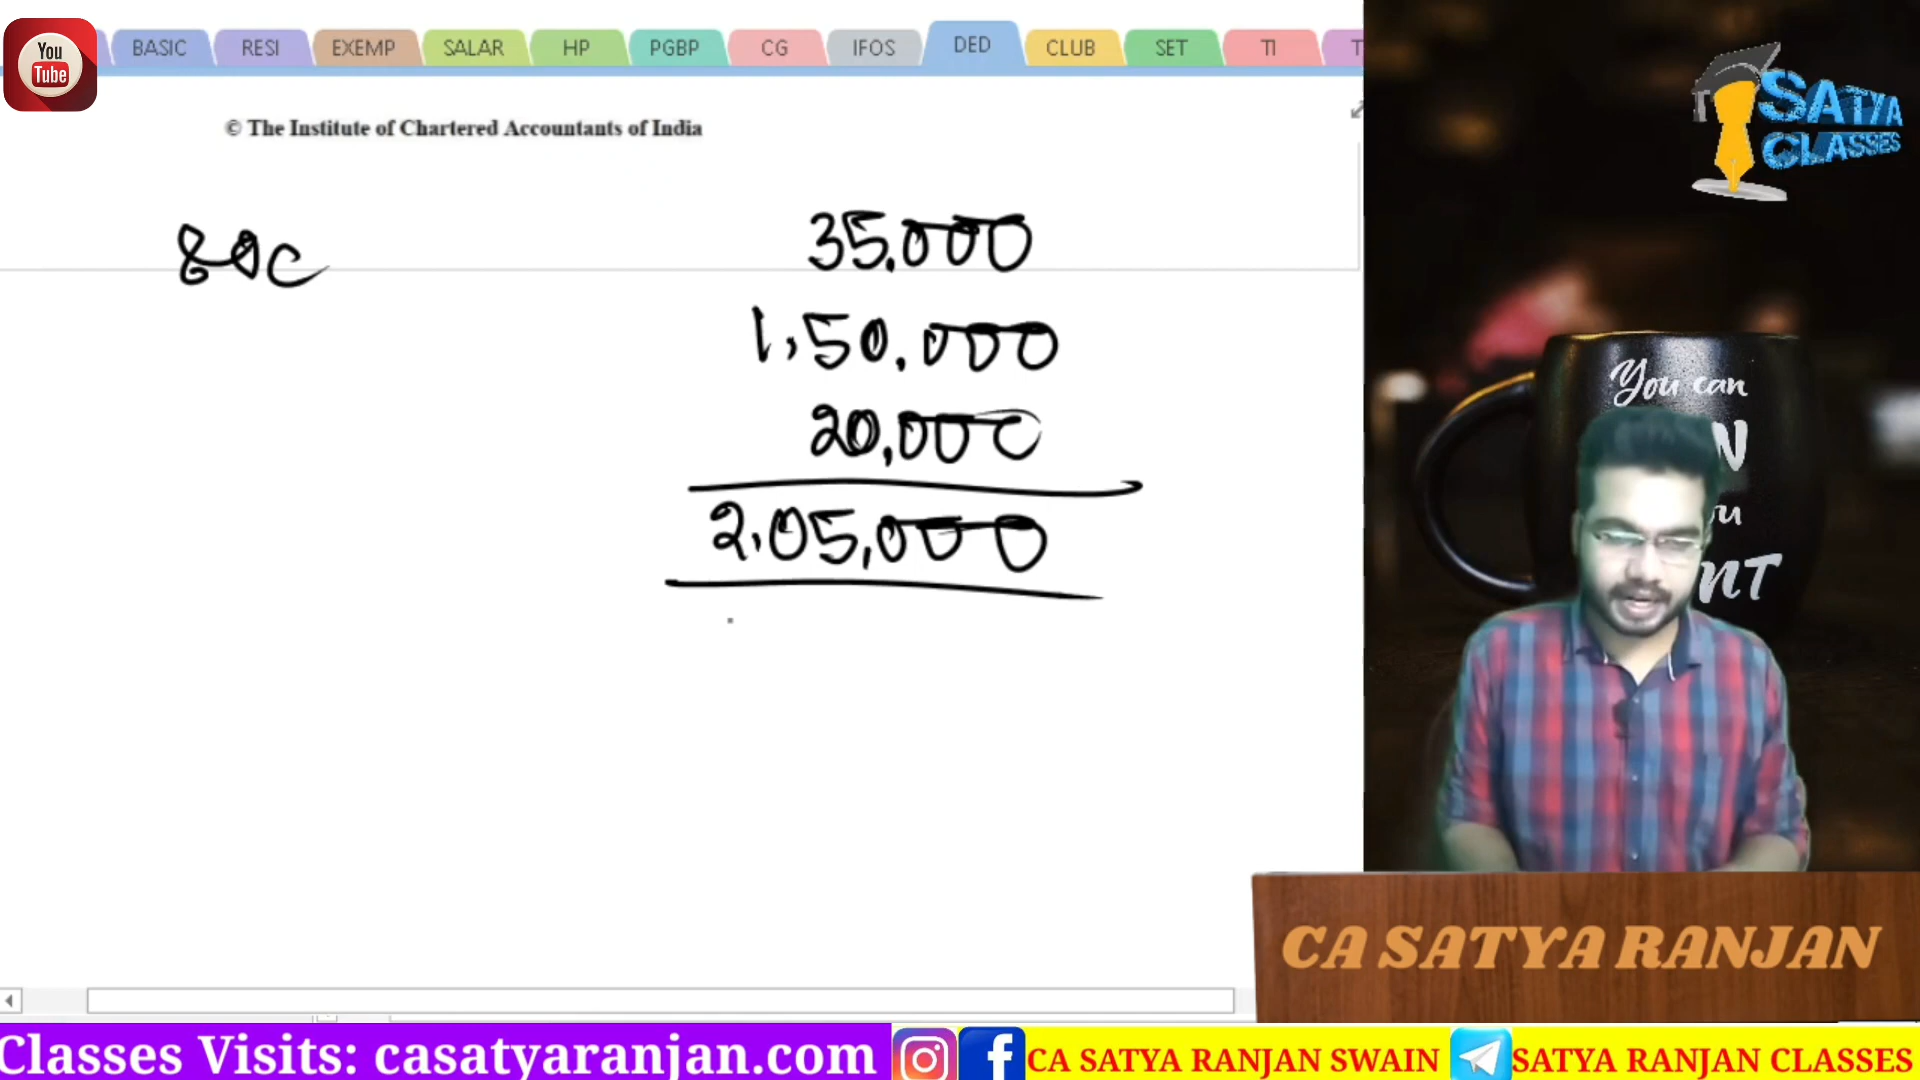 You
Tube
BASIC RESI EXEMP SALAR HP PGBP CG IFOS DED CLUB SET TI T
SATYA
CLASSES
© The Institute of Chartered Accountants of India
80C
35,000
1,50,000
20,000
2,05,000
You can
CA SATYA RANJAN
Classes Visits: casatyaranjan.com CA SATYA RANJAN SWAIN SATYA RANJAN CLASSES